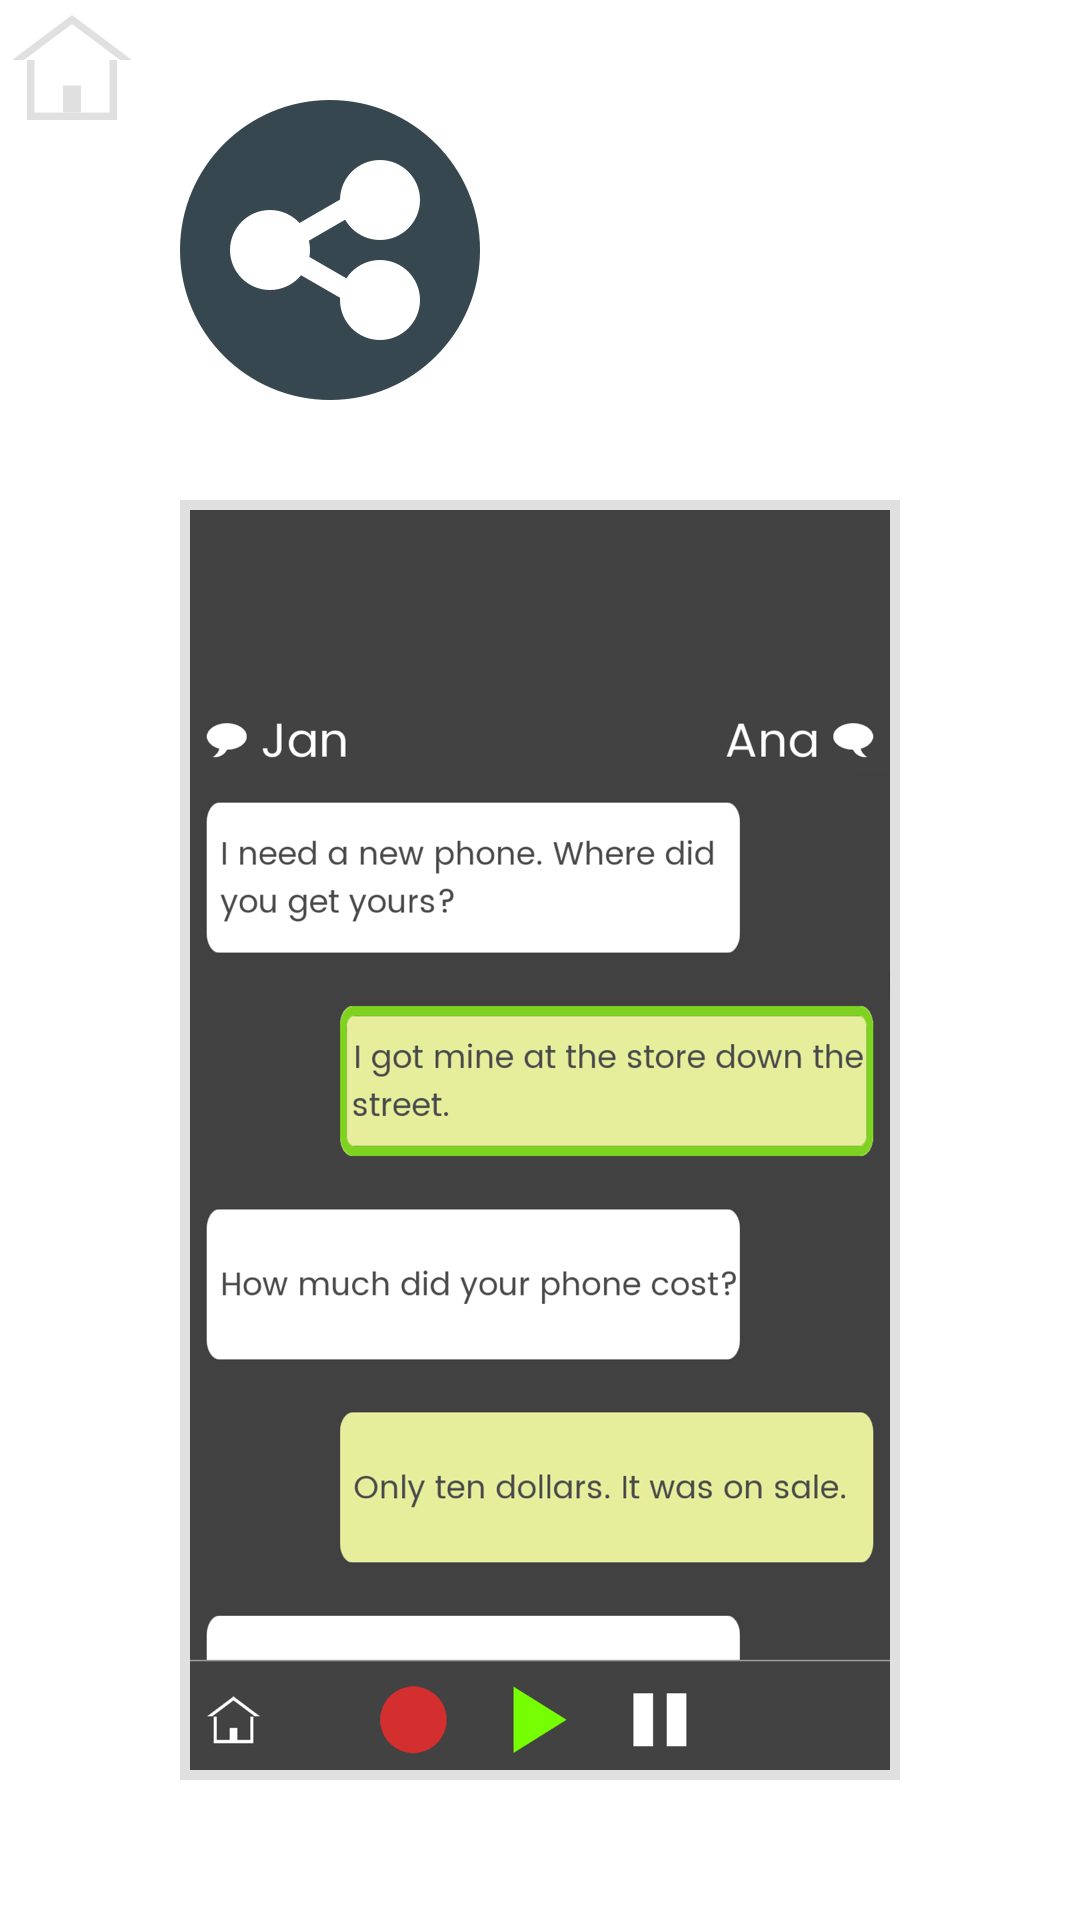 Jan
Ana
I need a new phone. Where did
you get yours?
I got mine at the store down the
street.
How much did your phone cost?
Only ten dollars. It was on sale.